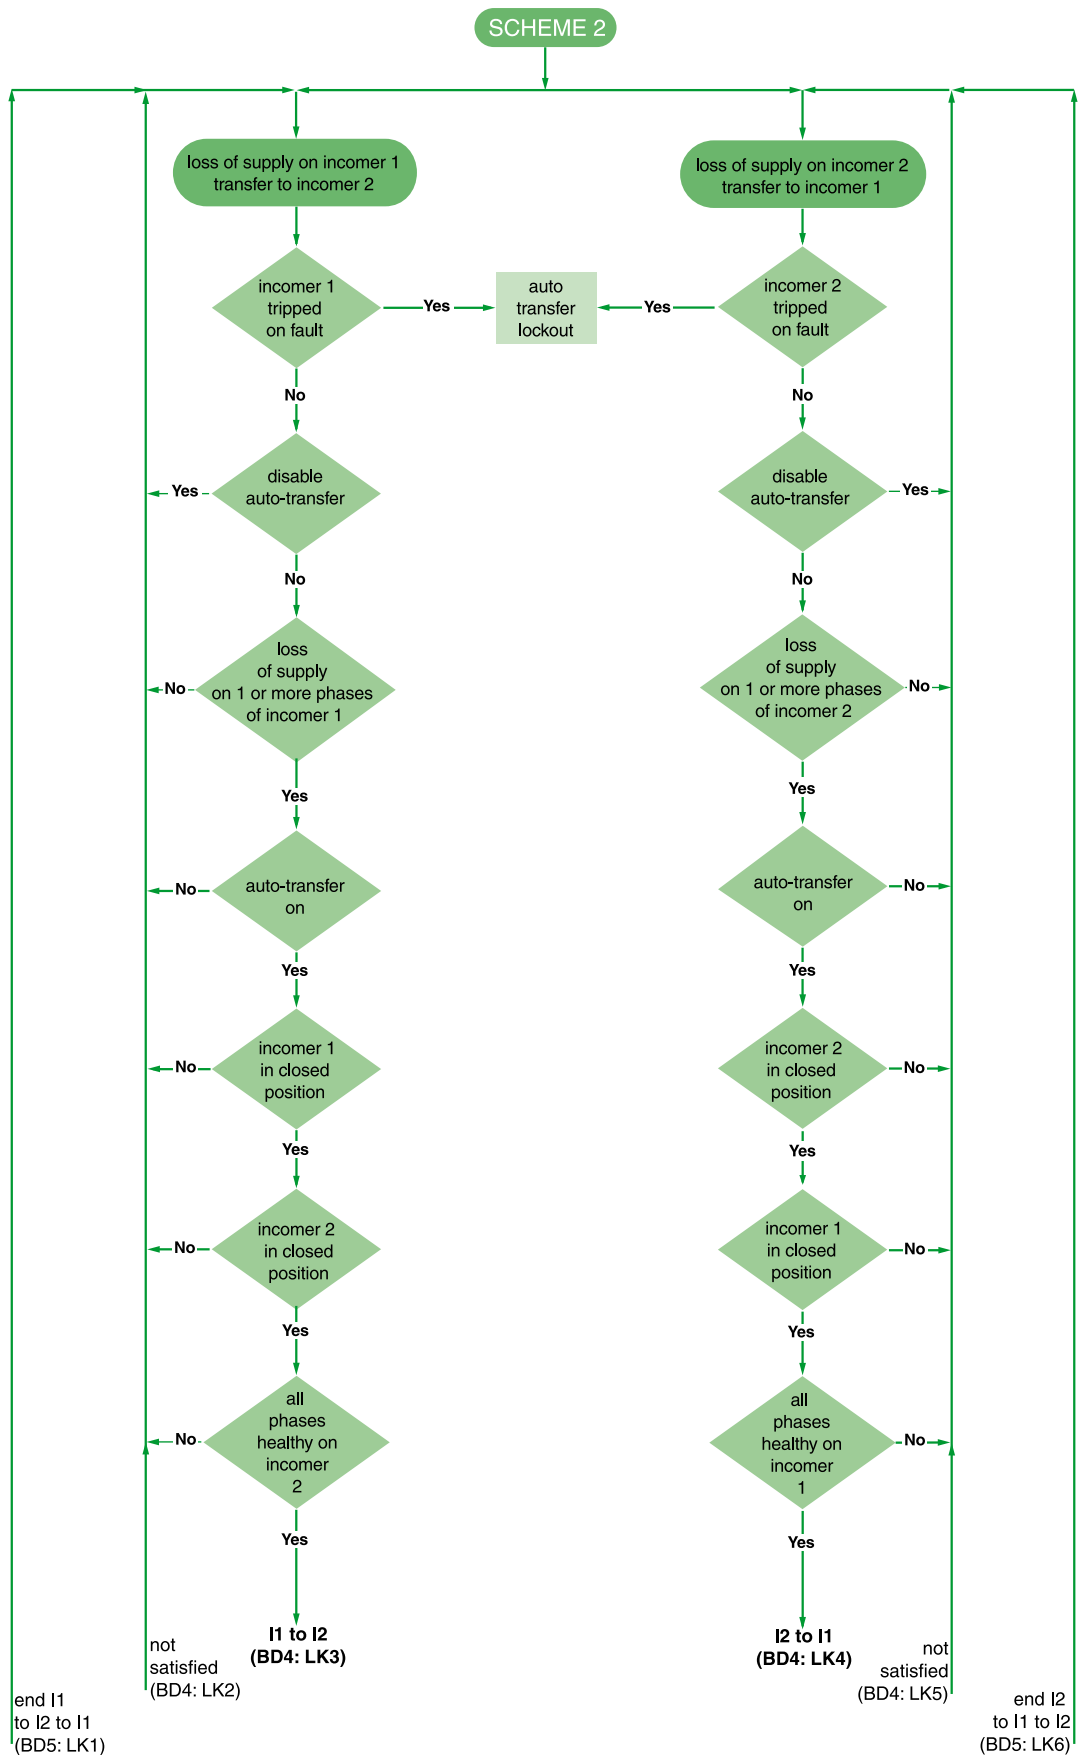 SCHEME 2
loss of supply on incomer 1
transfer to incomer 2
loss of supply on incomer 2
transfer to incomer 1
incomer 1
tripped
on fault
Yes
auto
transfer
lockout
Yes
incomer 2
tripped
on fault
No
No
Yes
disable
auto-transfer
disable
auto-transfer
Yes
No
No
No
loss
of supply
on 1 or more phases
of incomer 1
loss
of supply
on 1 or more phases
of incomer 2
No
Yes
Yes
No
auto-transfer
on
auto-transfer
on
No
Yes
Yes
No
incomer 1
in closed
position
incomer 2
in closed
position
No
Yes
Yes
No
incomer 2
in closed
position
incomer 1
in closed
position
No
Yes
Yes
No
all
phases
healthy on
incomer
2
all
phases
healthy on
incomer
1
No
Yes
Yes
I1 to I2
(BD4: LK3)
I2 to I1
(BD4: LK4)
not
satisfied
(BD4: LK2)
not
satisfied
(BD4: LK5)
end I1
to I2 to I1
(BD5: LK1)
end I2
to I1 to I2
(BD5: LK6)